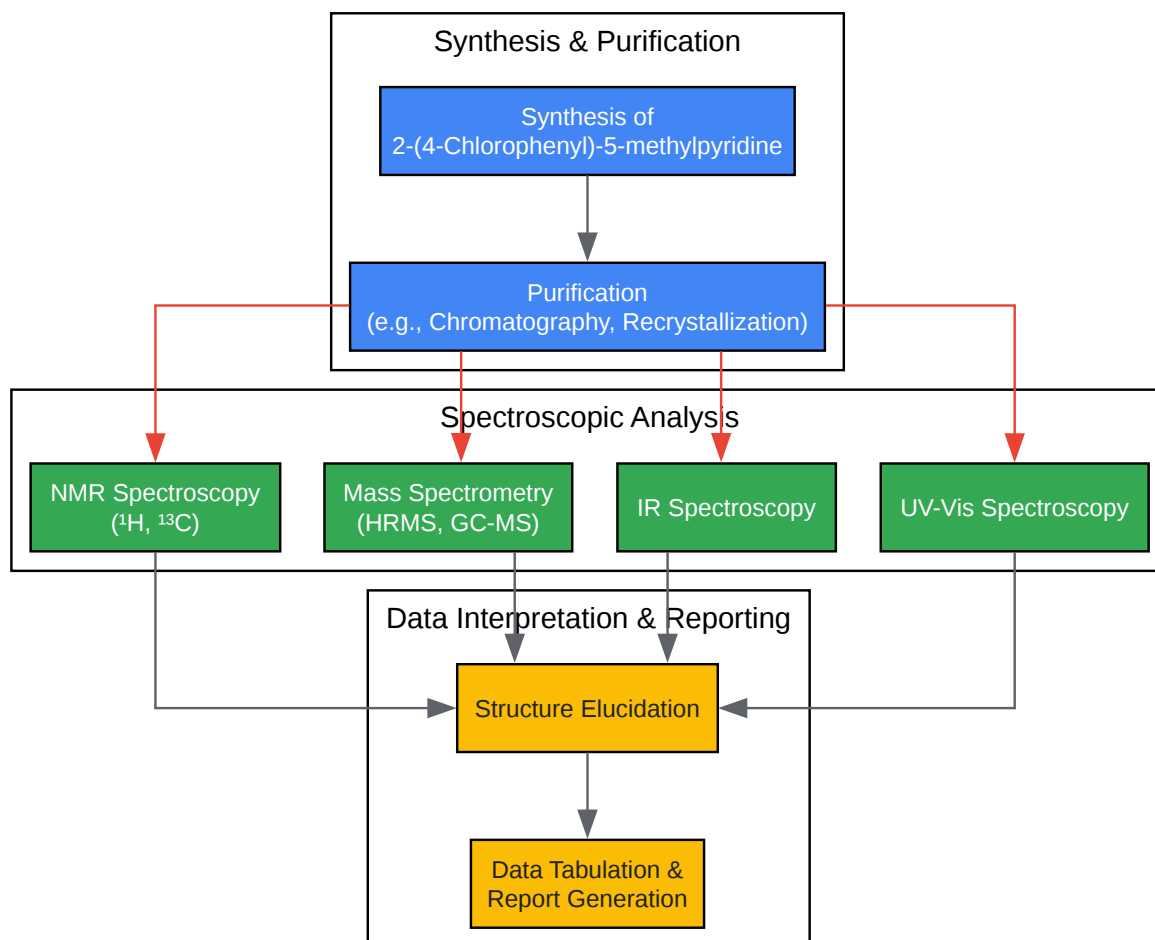 Synthesis & Purification
Synthesis of
2-(4-Chlorophenyl)-5-methylpyridine
Purification
(e.g., Chromatography, Recrystallization)
Spectroscopic Analysis
NMR Spectroscopy
(¹H, ¹³C)
Mass Spectrometry
(HRMS, GC-MS)
IR Spectroscopy
UV-Vis Spectroscopy
Data Interpretation & Reporting
Structure Elucidation
Data Tabulation &
Report Generation